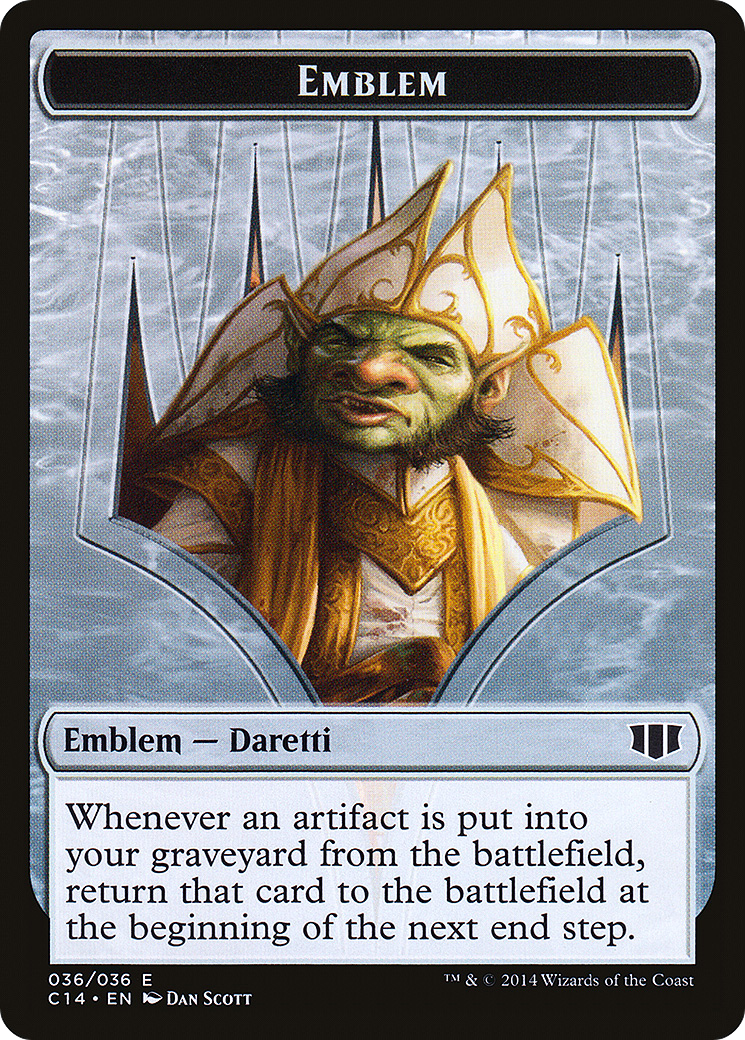 Emblem
Emblem — Daretti
Whenever an artifact is put into
your graveyard from the battlefield,
return that card to the battlefield at
the beginning of the next end step.
036/036 E
C14 • EN Dan Scott
™ & © 2014 Wizards of the Coast